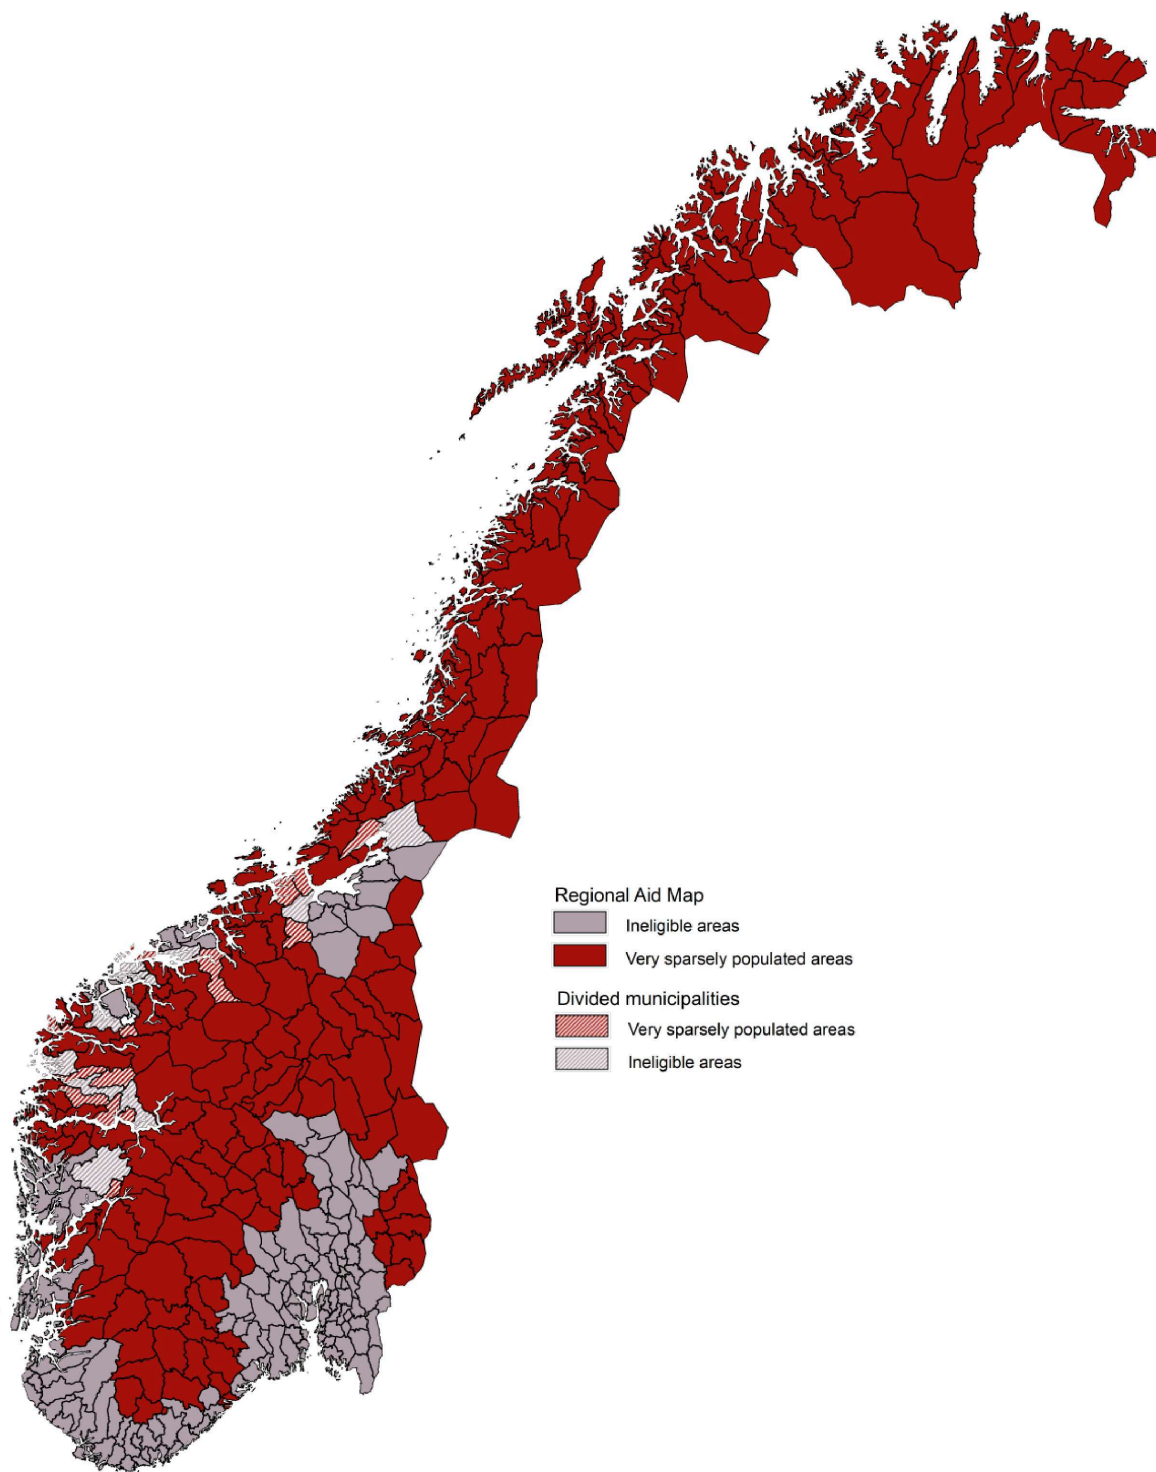 Regional Aid Map
Ineligible areas
Very sparsely populated areas
Divided municipalities
Very sparsely populated areas
Ineligible areas